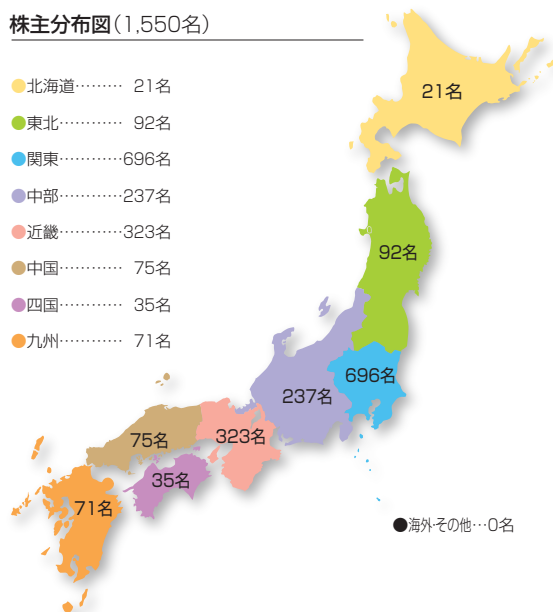 株主分布図(1,550名)
●北海道……… 21名
●東北………… 92名
●関東…………696名
●中部…………237名
●近畿…………323名
●中国………… 75名
●四国………… 35名
●九州………… 71名
21名
92名
696名
237名
323名
75名
35名
71名
●海外・その他…0名